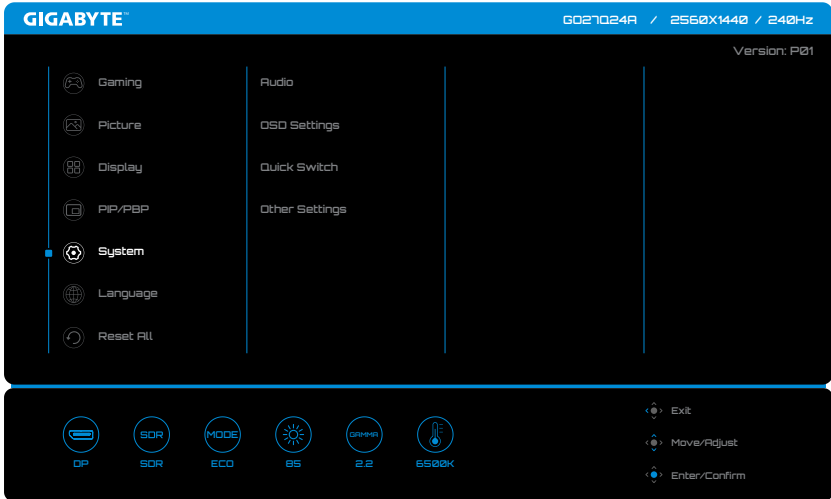 GIGABYTE™
GO27Q24A / 2560X1440 / 240Hz
Version: P01
Gaming
Audio
Picture
OSD Settings
Display
Quick Switch
PIP/PBP
Other Settings
System
Language
Reset All
Exit
SDR
MODE
GAMMA
Move/Adjust
DP
SDR
ECO
85
2.2
6500K
Enter/Confirm